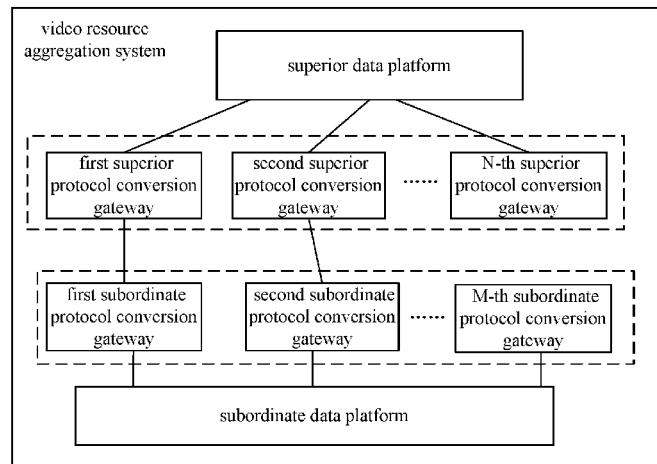 video resource
aggregation system
superior data platform
first superior
protocol conversion
gateway
second superior
protocol conversion
gateway
......
N-th superior
protocol conversion
gateway
first subordinate
protocol conversion
gateway
second subordinate
protocol conversion
gateway
......
M-th subordinate
protocol conversion
gateway
subordinate data platform